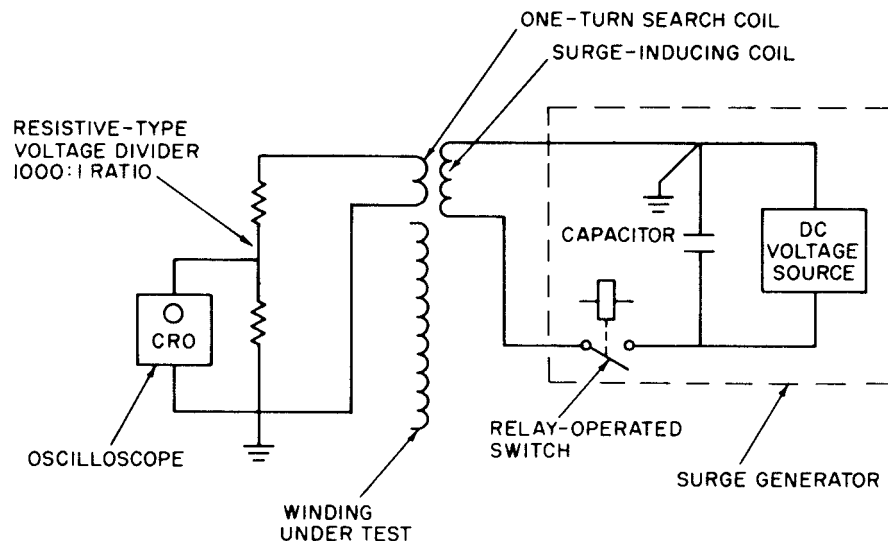 ONE-TURN SEARCH COIL
SURGE-INDUCING COIL
RESISTIVE-TYPE
VOLTAGE DIVIDER
1000:1 RATIO
CAPACITOR
DC
VOLTAGE
SOURCE
CRO
OSCILLOSCOPE
RELAY-OPERATED
SWITCH
SURGE GENERATOR
WINDING
UNDER TEST